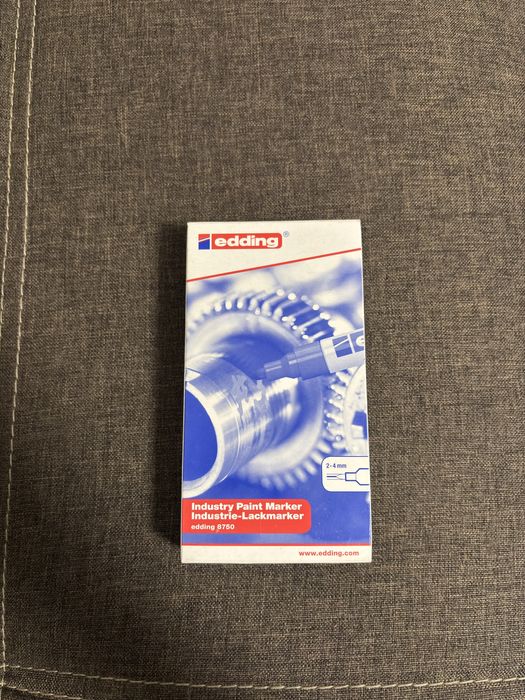 edding®
2-4 mm
Industry Paint Marker
Industrie-Lackmarker
edding 8750
www.edding.com